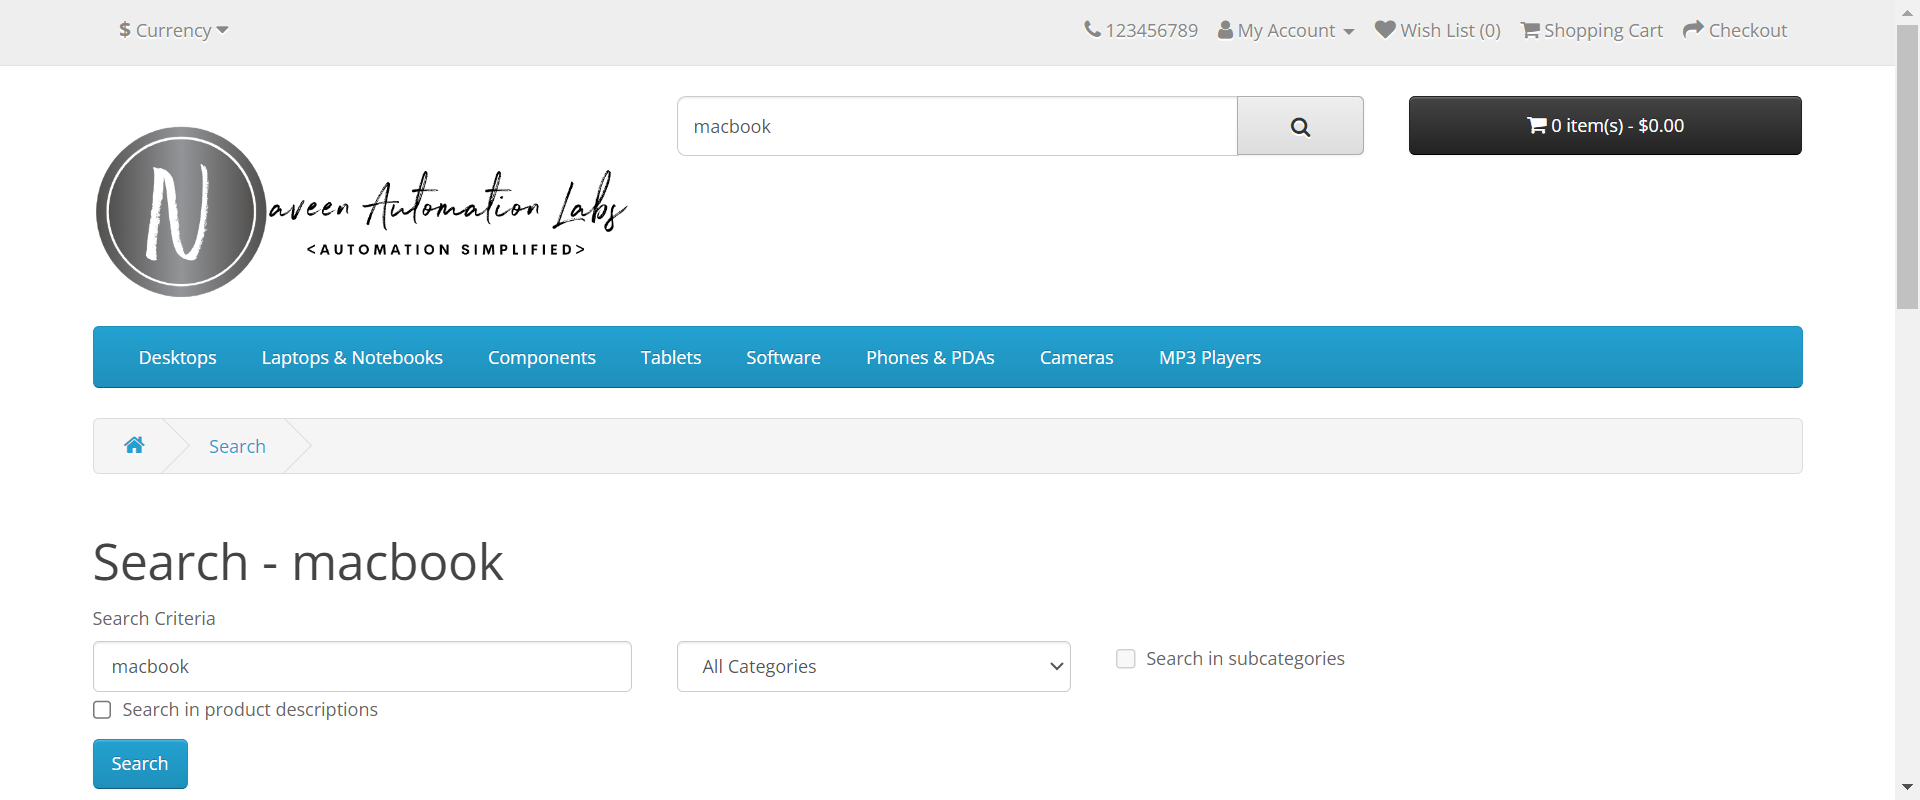 $ Currency
123456789 My Account Wish List (0) Shopping Cart Checkout
macbook
0 item(s) - $0.00
Naveen Automation Labs
<AUTOMATION SIMPLIFIED>
Desktops Laptops & Notebooks Components Tablets Software Phones & PDAs Cameras MP3 Players
Search
Search - macbook
Search Criteria
macbook
All Categories
Search in subcategories
Search in product descriptions
Search